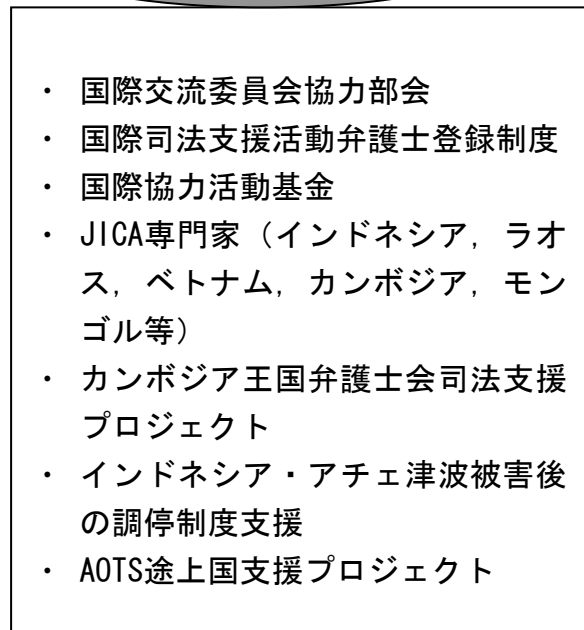 ・ 国際交流委員会協力部会
・ 国際司法支援活動弁護士登録制度
・ 国際協力活動基金
・ JICA専門家（インドネシア，ラオ
ス，ベトナム，カンボジア，モン
ゴル等）
・ カンボジア王国弁護士会司法支援
プロジェクト
・ インドネシア・アチェ津波被害後
の調停制度支援
・ AOTS途上国支援プロジェクト